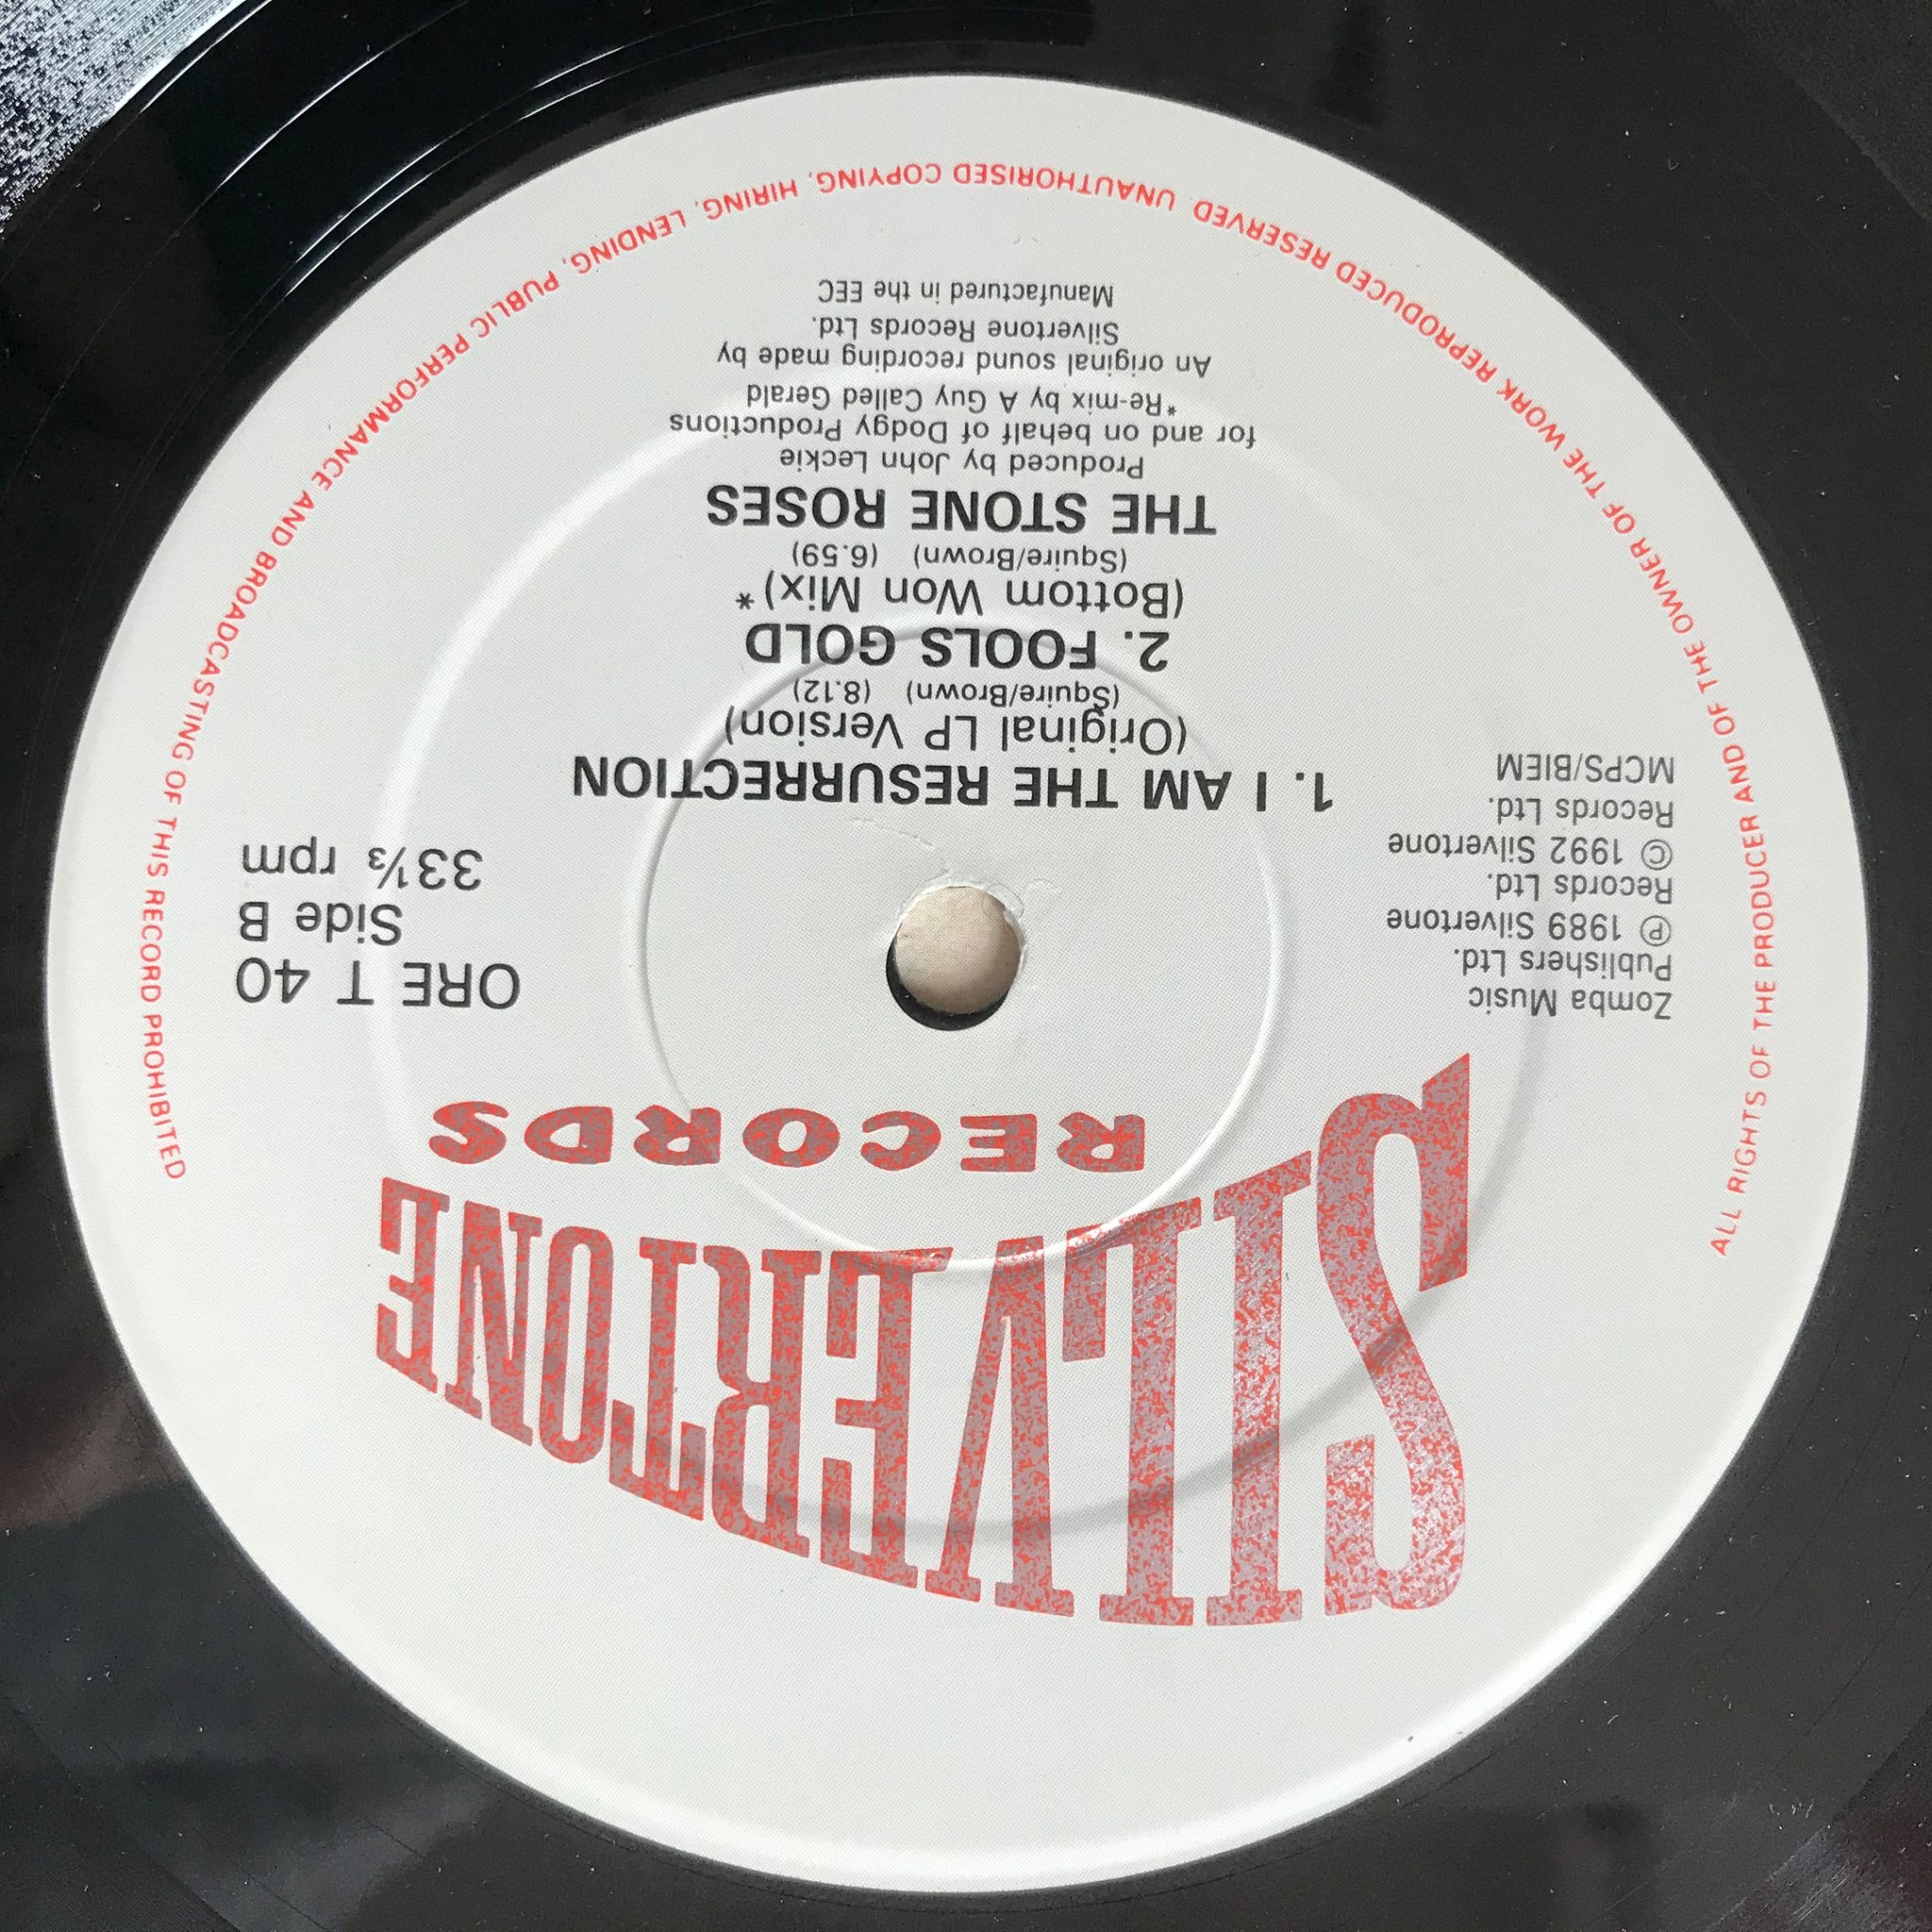 SILVERTONE
RECORDS
ORE T 40
Side B
33⅓ rpm
Zomba Music
Publishers Ltd.
℗ 1989 Silvertone
Records Ltd.
© 1992 Silvertone
Records Ltd.
MCPS/BIEM
1. I AM THE RESURRECTION
(Original LP Version)
(Squire/Brown) (8.12)
2. FOOLS GOLD
(Bottom Won Mix)*
(Squire/Brown) (6.59)
THE STONE ROSES
Produced by John Leckie
for and on behalf of Dodgy Productions
*Re-mix by A Guy Called Gerald
An original sound recording made by
Silvertone Records Ltd.
Manufactured in the EEC
ALL RIGHTS OF THE PRODUCER AND OF THE OWNER OF THE WORK REPRODUCED RESERVED. UNAUTHORISED COPYING, HIRING, LENDING, PUBLIC PERFORMANCE AND BROADCASTING OF THIS RECORD PROHIBITED